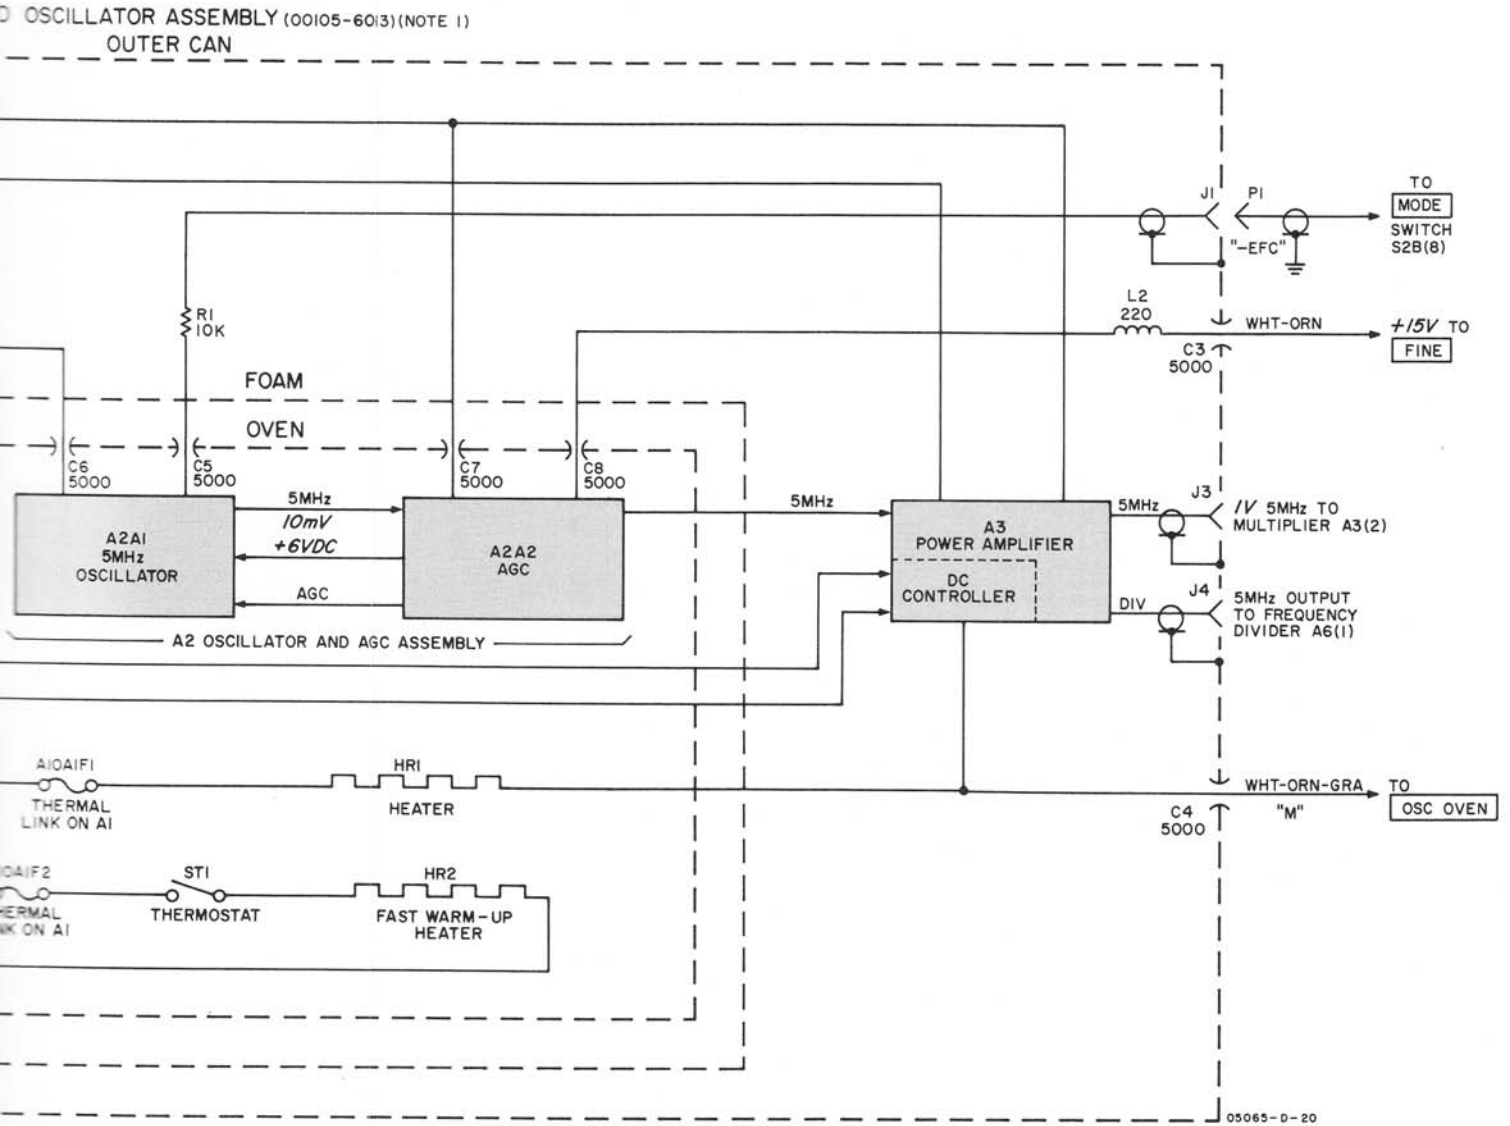 OSCILLATOR ASSEMBLY (00105-6013)(NOTE 1)
OUTER CAN
J1
P1
"-EFC"
TO
MODE
SWITCH
S2B(8)
R1
10K
L2
220
WHT-ORN
C3
5000
+15V TO
FINE
FOAM
OVEN
C6
5000
C5
5000
C7
5000
C8
5000
A2A1
5MHz
OSCILLATOR
5MHz
10mV
+6VDC
AGC
A2A2
AGC
A2 OSCILLATOR AND AGC ASSEMBLY
5MHz
A3
POWER AMPLIFIER
DC
CONTROLLER
5MHz
J3
1V 5MHz TO
MULTIPLIER A3(2)
DIV
J4
5MHz OUTPUT
TO FREQUENCY
DIVIDER A6(1)
A10A1F1
THERMAL
LINK ON A1
HR1
HEATER
WHT-ORN-GRA
"M"
C4
5000
TO
OSC OVEN
ON A1
ST1
THERMOSTAT
HR2
FAST WARM-UP
HEATER
05065-D-20